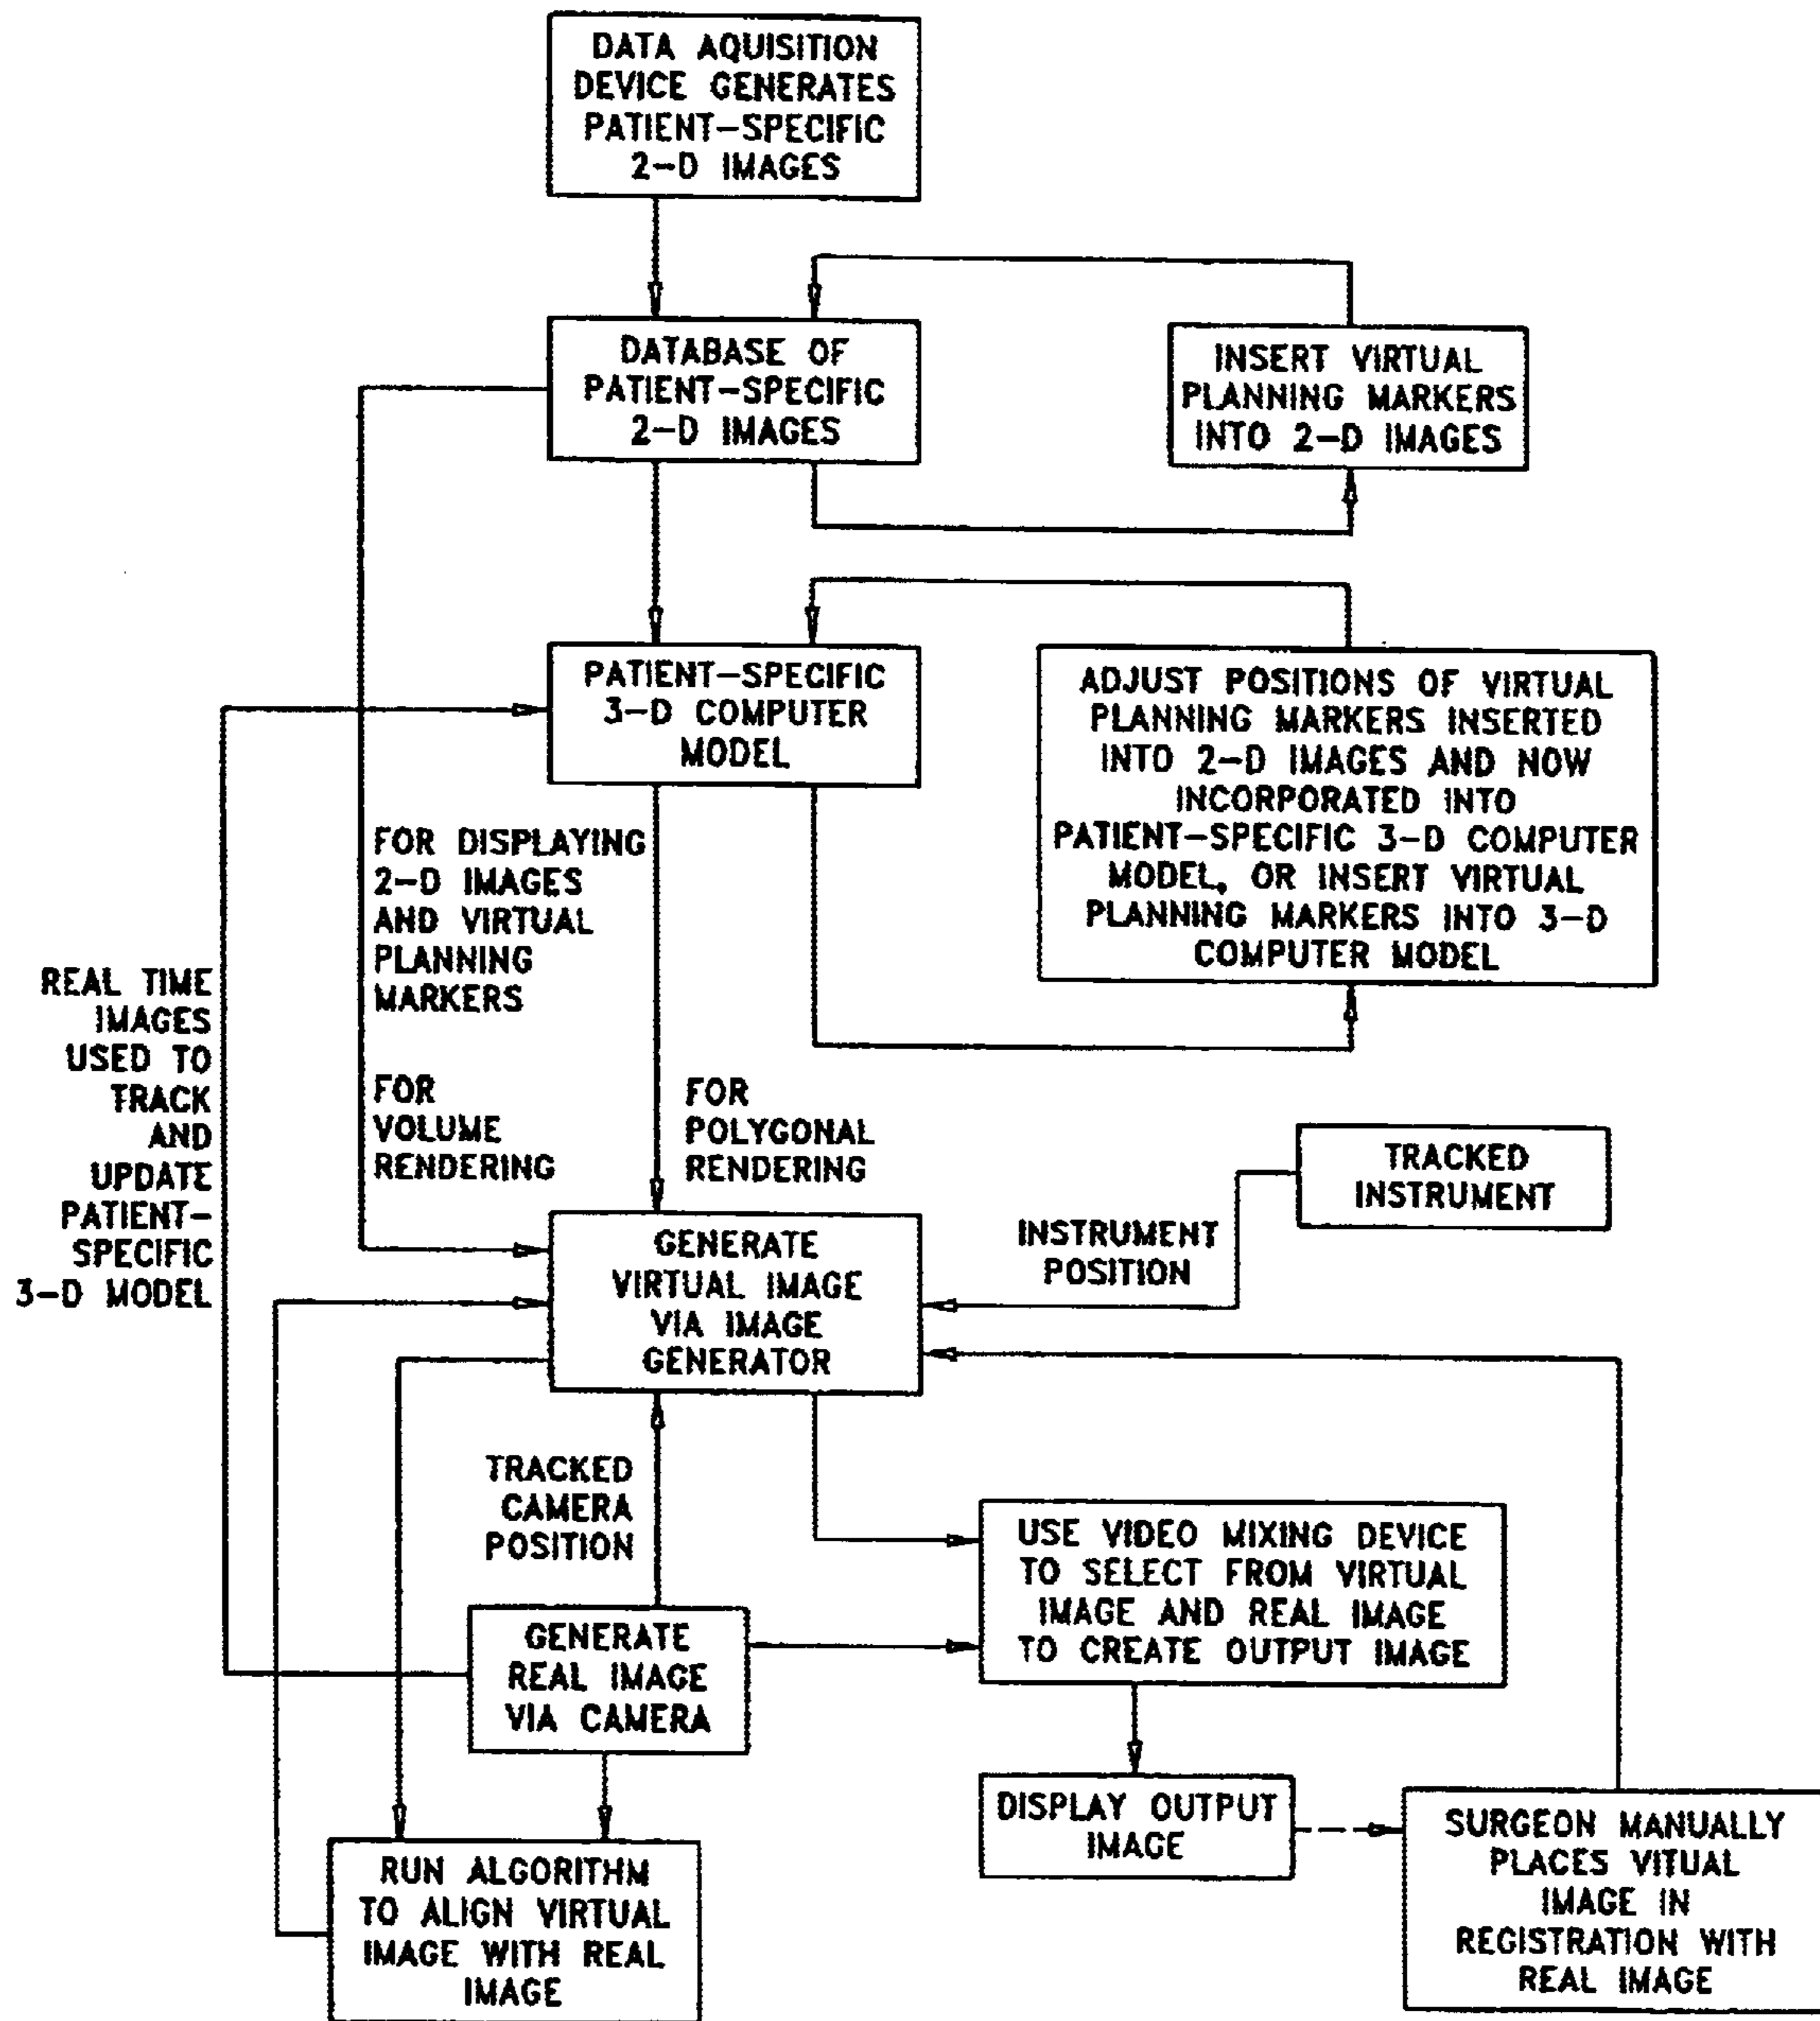 DATA AQUISITION
DEVICE GENERATES
PATIENT-SPECIFIC
2-D IMAGES
DATABASE OF
PATIENT-SPECIFIC
2-D IMAGES
INSERT VIRTUAL
PLANNING MARKERS
INTO 2-D IMAGES
PATIENT-SPECIFIC
3-D COMPUTER
MODEL
ADJUST POSITIONS OF VIRTUAL
PLANNING MARKERS INSERTED
INTO 2-D IMAGES AND NOW
INCORPORATED INTO
PATIENT-SPECIFIC 3-D COMPUTER
MODEL, OR INSERT VIRTUAL
PLANNING MARKERS INTO 3-D
COMPUTER MODEL
FOR DISPLAYING
2-D IMAGES
AND VIRTUAL
PLANNING
MARKERS
REAL TIME
IMAGES
USED TO
TRACK
AND
UPDATE
PATIENT-
SPECIFIC
3-D MODEL
FOR
VOLUME
RENDERING
FOR
POLYGONAL
RENDERING
TRACKED
INSTRUMENT
INSTRUMENT
POSITION
GENERATE
VIRTUAL IMAGE
VIA IMAGE
GENERATOR
TRACKED
CAMERA
POSITION
USE VIDEO MIXING DEVICE
TO SELECT FROM VIRTUAL
IMAGE AND REAL IMAGE
TO CREATE OUTPUT IMAGE
GENERATE
REAL IMAGE
VIA CAMERA
DISPLAY OUTPUT
IMAGE
SURGEON MANUALLY
PLACES VITUAL
IMAGE IN
REGISTRATION WITH
REAL IMAGE
RUN ALGORITHM
TO ALIGN VIRTUAL
IMAGE WITH REAL
IMAGE